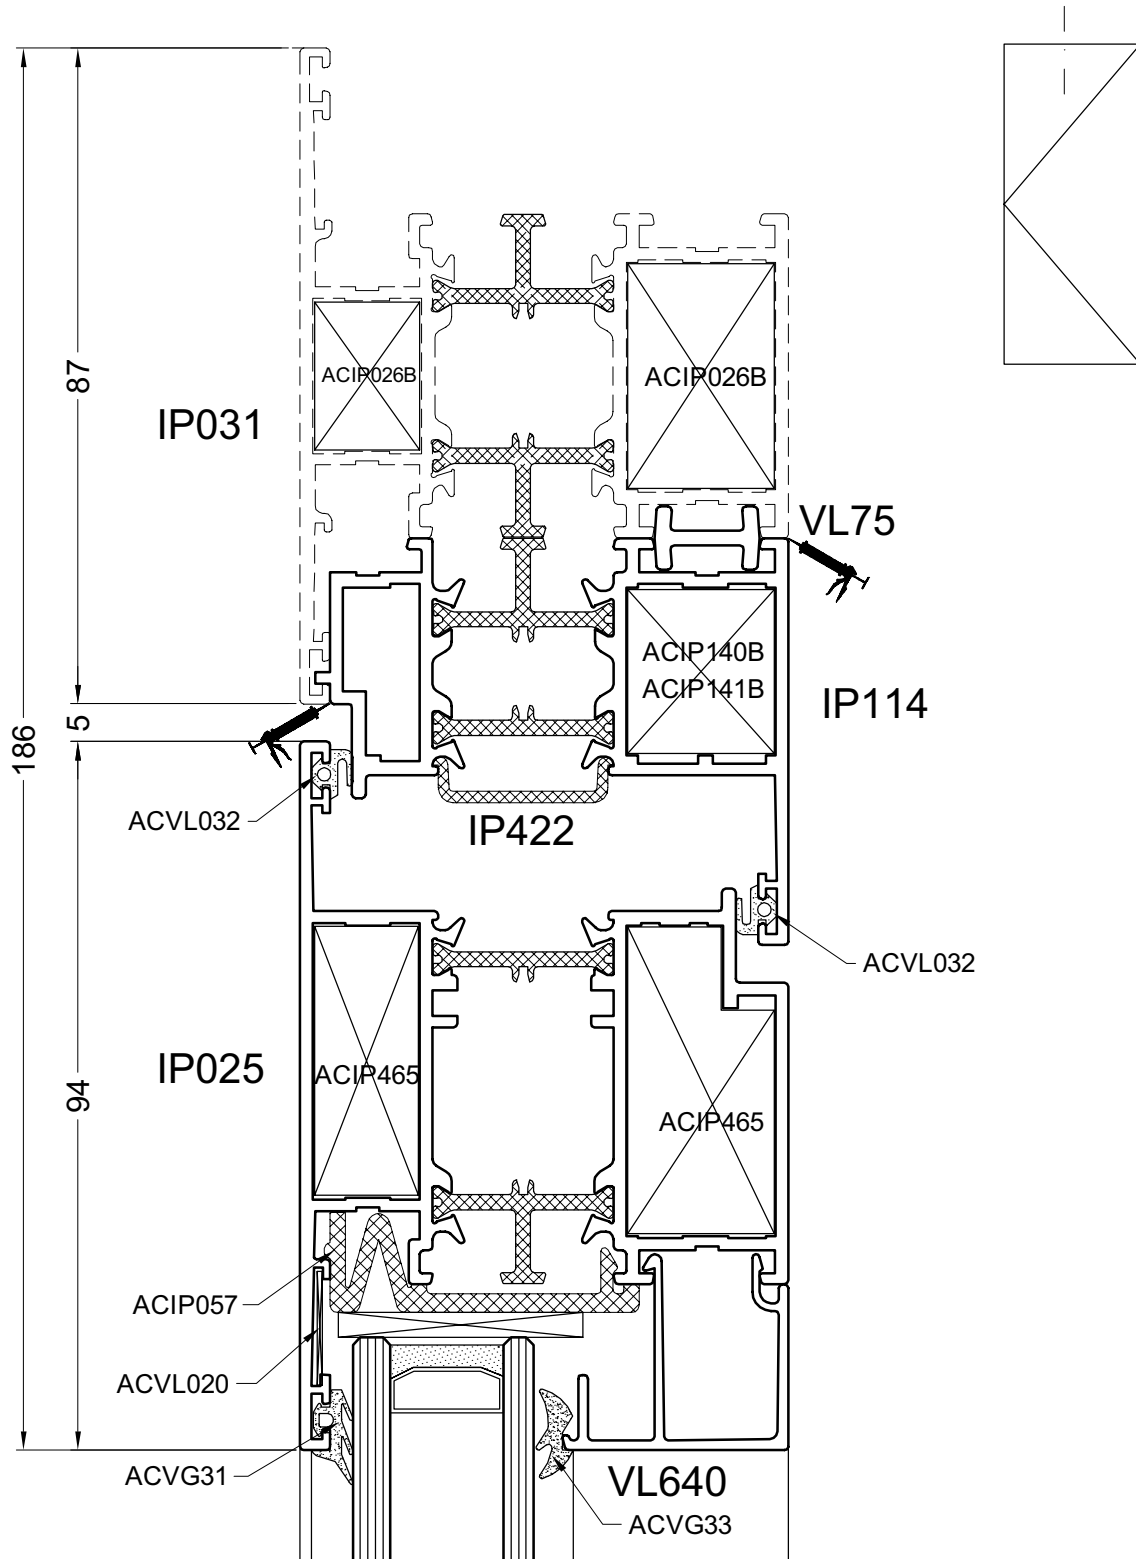 ACIP026B
ACIP026B
87
IP031
VL75
ACIP140B
ACIP141B
IP114
5
186
ACVL032
IP422
ACVL032
IP025
94
ACIP465
ACIP465
ACIP057
ACVL020
ACVG31
VL640
ACVG33